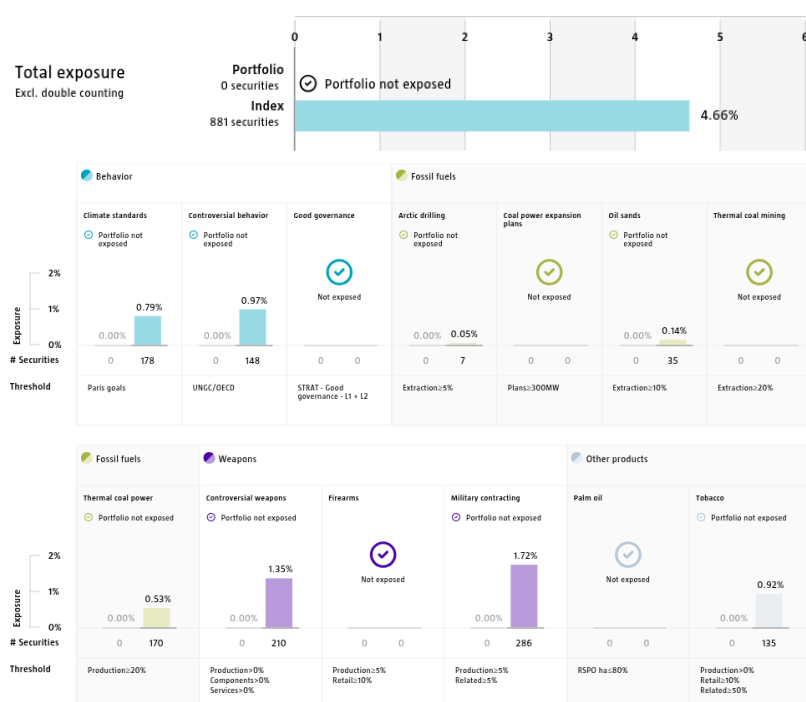 0 1 2 3 4 5 6
Total exposure
Excl. double counting
Portfolio
0 securities
Portfolio not exposed
Index
881 securities
4.66%
Behavior
Fossil fuels
Climate standards
Controversial behavior
Good governance
Arctic drilling
Coal power expansion
plans
Oil sands
Thermal coal mining
Portfolio not
exposed
Portfolio not
exposed
Not exposed
Portfolio not
exposed
Not exposed
Portfolio not
exposed
Not exposed
Exposure
2%
1%
0%
0.00% 0.79%
0.00% 0.97%
0.00% 0.05%
0.00% 0.14%
# Securities
0 178
0 148
0 0
0 7
0 0
0 35
0 0
Threshold
Paris goals
UNGC/OECD
STRAT - Good
governance - L1 + L2
Extraction≥5%
Plans≥300MW
Extraction≥10%
Extraction≥20%
Fossil fuels
Weapons
Other products
Thermal coal power
Controversial weapons
Firearms
Military contracting
Palm oil
Tobacco
Portfolio not exposed
Portfolio not exposed
Not exposed
Portfolio not exposed
Not exposed
Portfolio not exposed
Exposure
2%
1%
0%
0.00% 0.53%
0.00% 1.35%
0.00% 1.72%
0.00% 0.92%
# Securities
0 170
0 210
0 0
0 286
0 0
0 135
Threshold
Production≥20%
Production>0%
Components>0%
Services>0%
Production≥5%
Retail≥10%
Production≥5%
Related≥5%
RSPO ha≤80%
Production>0%
Retail≥10%
Related≥50%